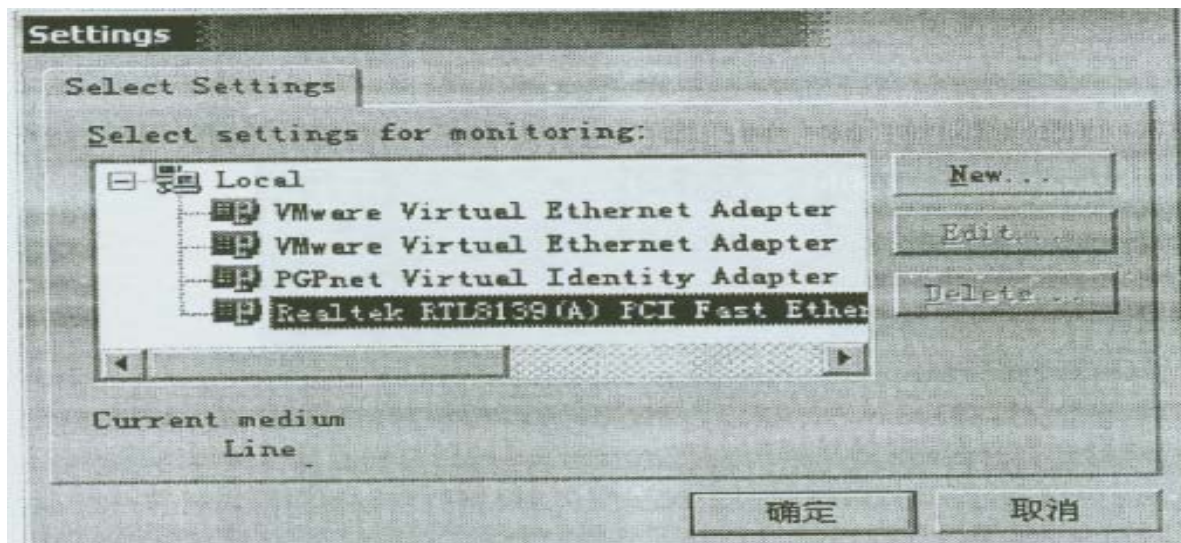 Settings
Select Settings
Select settings for monitoring:
Local
VMware Virtual Ethernet Adapter
VMware Virtual Ethernet Adapter
PGPnet Virtual Identity Adapter
Realtek RTL8139(A) PCI Fast Ether
New...
Edit...
Delete ...
Current medium
Line
确定
取消